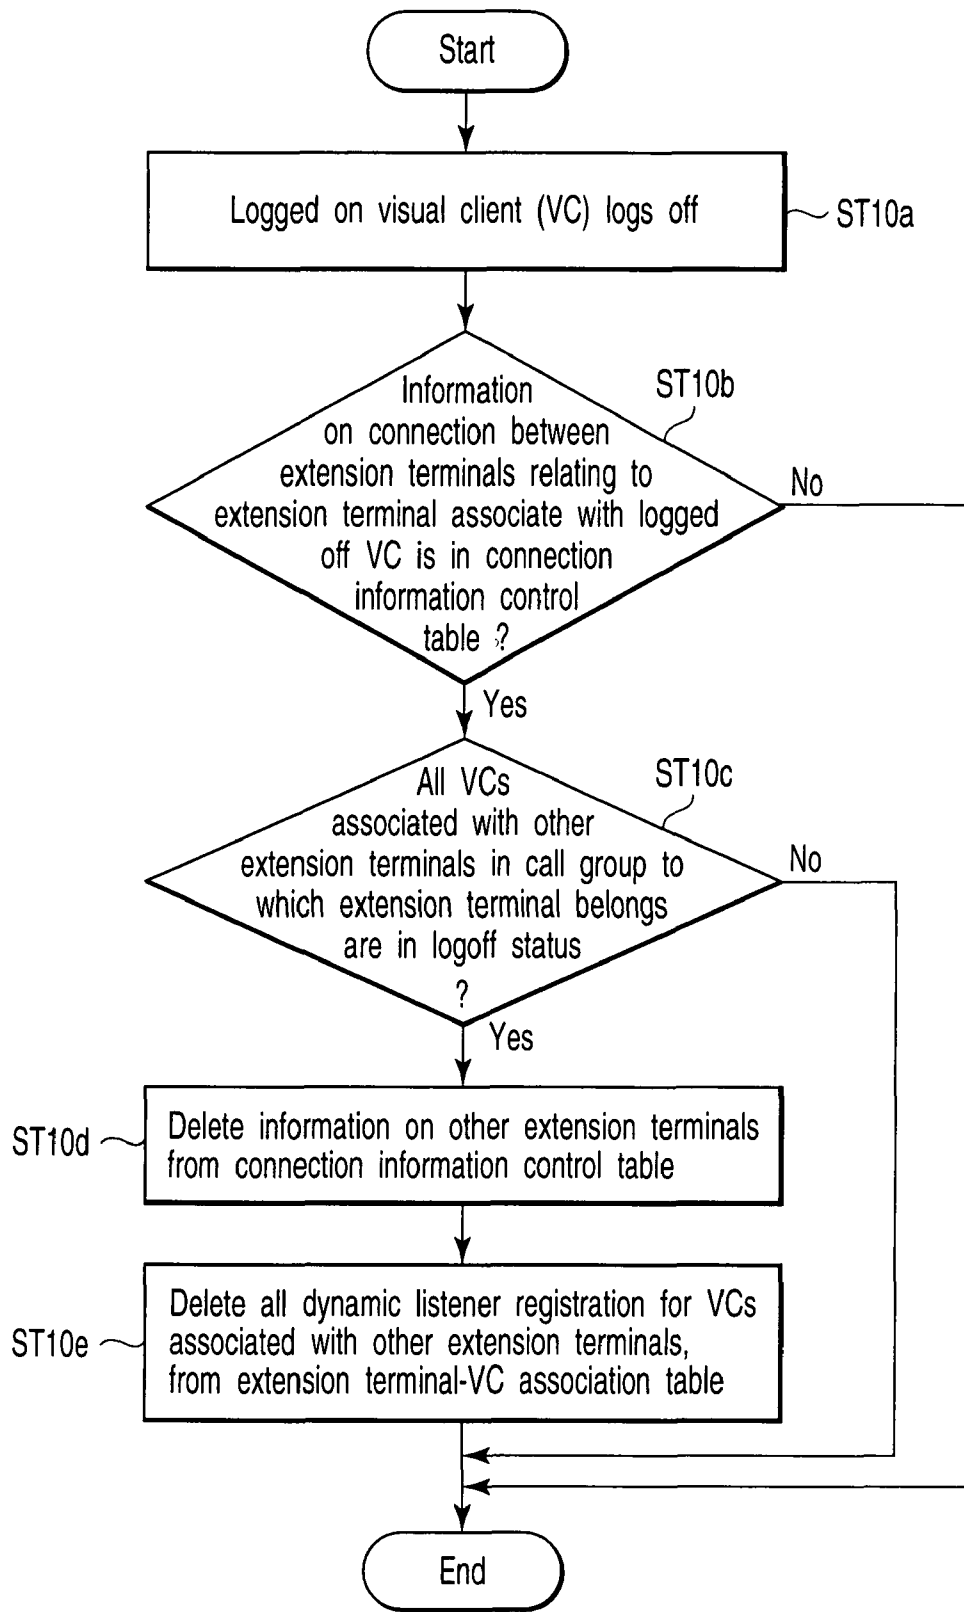 Start
Logged on visual client (VC) logs off
ST10a
ST10b
Information
on connection between
extension terminals relating to
extension terminal associate with logged
off VC is in connection
information control
table ?
No
Yes
ST10c
All VCs
associated with other
extension terminals in call group to
which extension terminal belongs
are in logoff status
?
No
Yes
ST10d
Delete information on other extension terminals
from connection information control table
ST10e
Delete all dynamic listener registration for VCs
associated with other extension terminals,
from extension terminal-VC association table
End